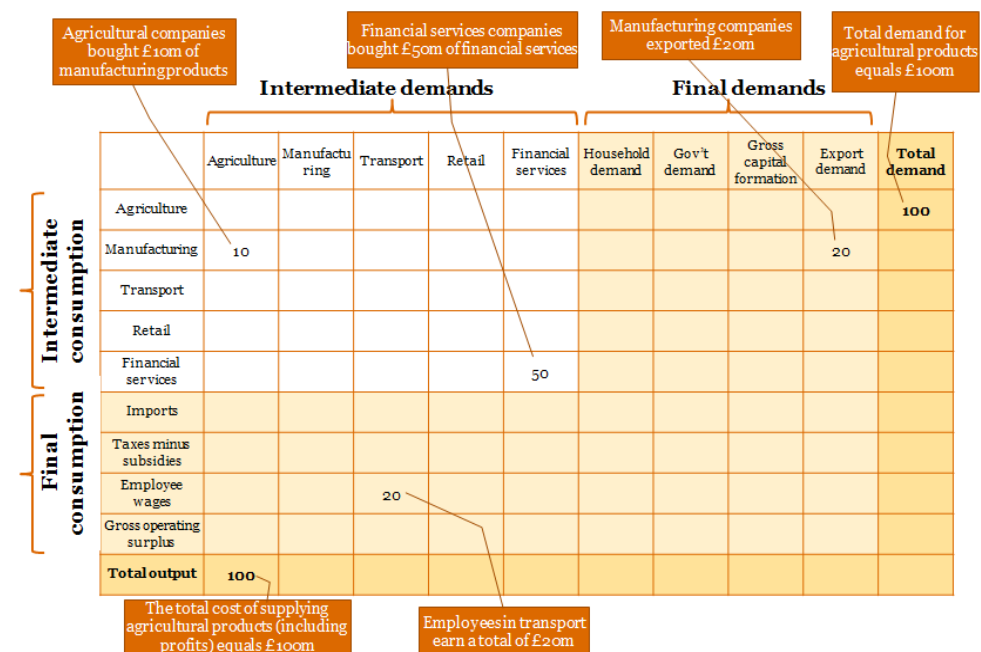 Agricultural companies
bought £10m of
manufacturing products
Financial services companies
bought £50m of financial services
Manufacturing companies
exported £20m
Total demand for
agricultural products
equals £100m
Intermediate demands
Final demands
Agriculture
Manufactu
ring
Transport
Retail
Financial
services
Household
demand
Gov't
demand
Gross
capital
formation
Export
demand
Total
demand
Intermediate
consumption
Agriculture
100
Manufacturing
10
20
Transport
Retail
Financial
services
50
Final
consumption
Imports
Taxes minus
subsidies
Employee
wages
20
Gross operating
surplus
Total output
100
The total cost of supplying
agricultural products (including
profits) equals £100m
Employees in transport
earn a total of £20m